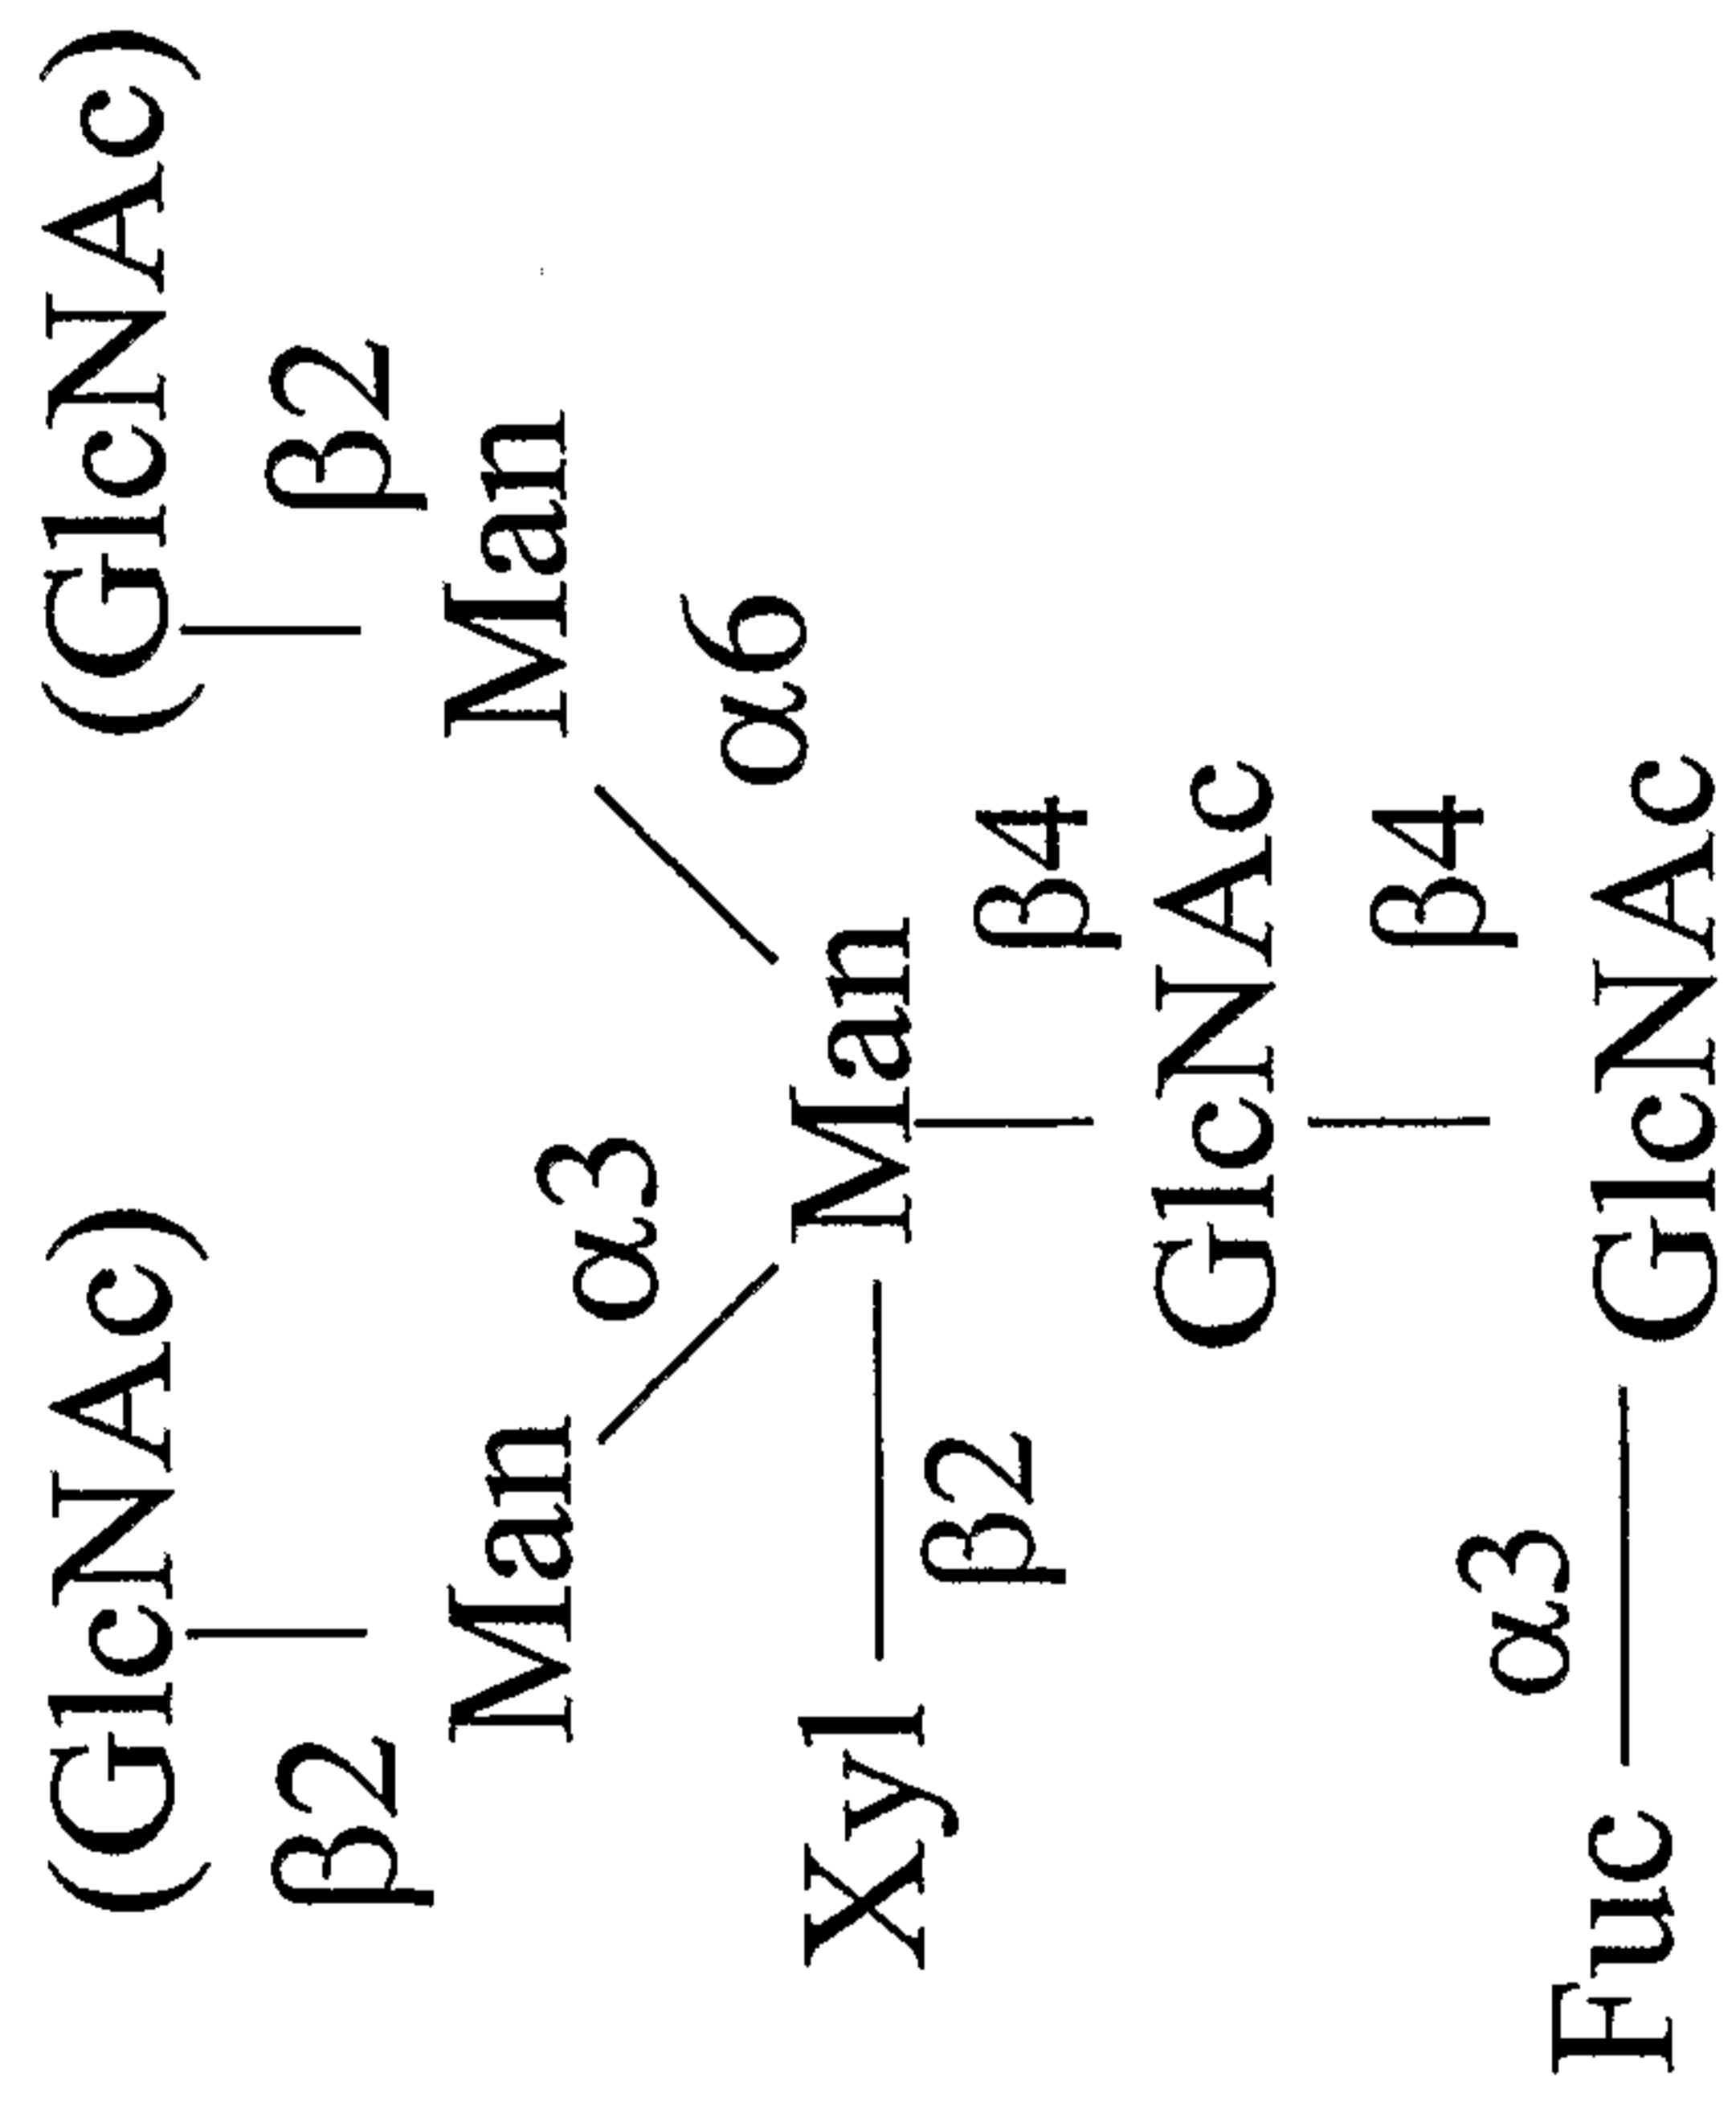 (GlcNAc) (GlcNAc)
β2 β2
Man Man
α3 α6
Xyl Man
β2 β4
GlcNAc
α3 β4
Fuc GlcNAc